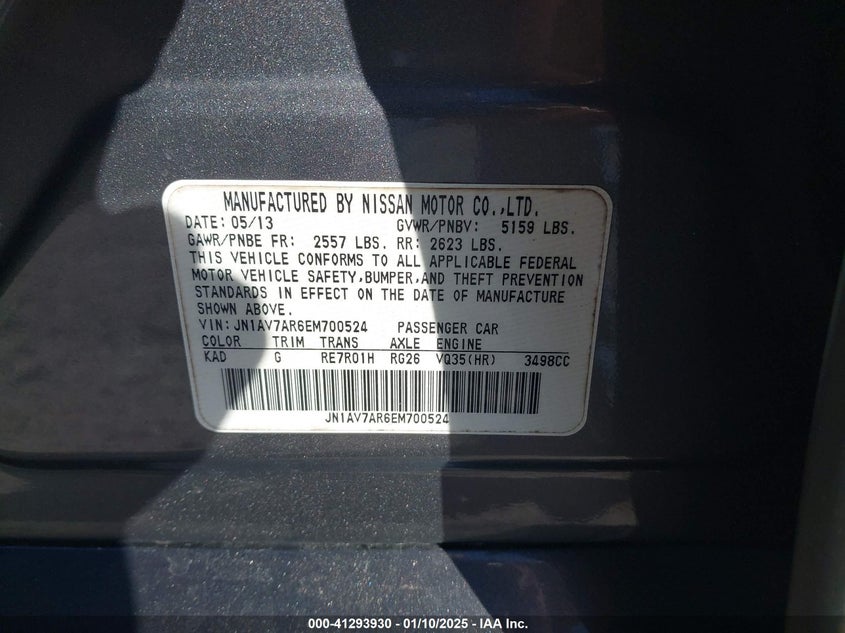 MANUFACTURED BY NISSAN MOTOR CO.,LTD.
DATE: 05/13 GVWR/PNBV: 5159 LBS.
GAWR/PNBE FR: 2557 LBS. RR: 2623 LBS.
THIS VEHICLE CONFORMS TO ALL APPLICABLE FEDERAL
MOTOR VEHICLE SAFETY,BUMPER,AND THEFT PREVENTION
STANDARDS IN EFFECT ON THE DATE OF MANUFACTURE
SHOWN ABOVE.
VIN:JN1AV7AR6EM700524 PASSENGER CAR
COLOR TRIM TRANS AXLE ENGINE
KAD G RE7R01H RG26 VQ35(HR) 3498CC
JN1AV7AR6EM700524
000-41293930 - 01/10/2025 - IAA Inc.